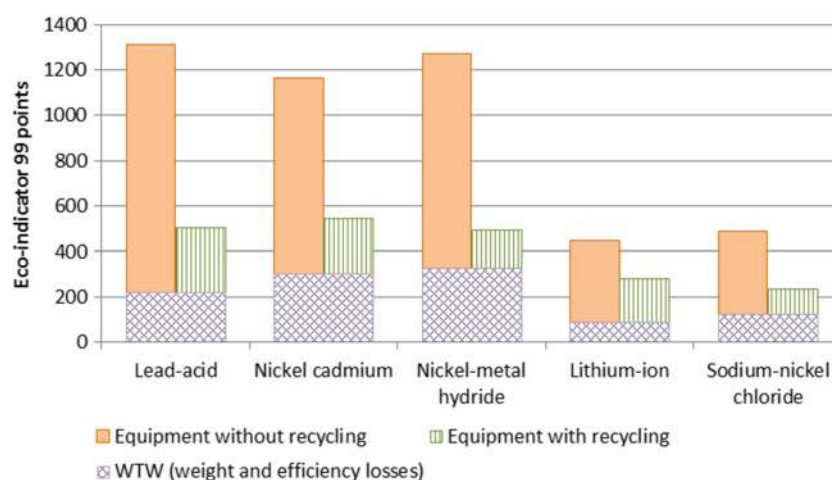 Eco-indicator 99 points
1400
1200
1000
800
600
400
200
0
Lead-acid
Nickel cadmium
Nickel-metal
hydride
Lithium-ion
Sodium-nickel
chloride
Equipment without recycling
Equipment with recycling
WTW (weight and efficiency losses)